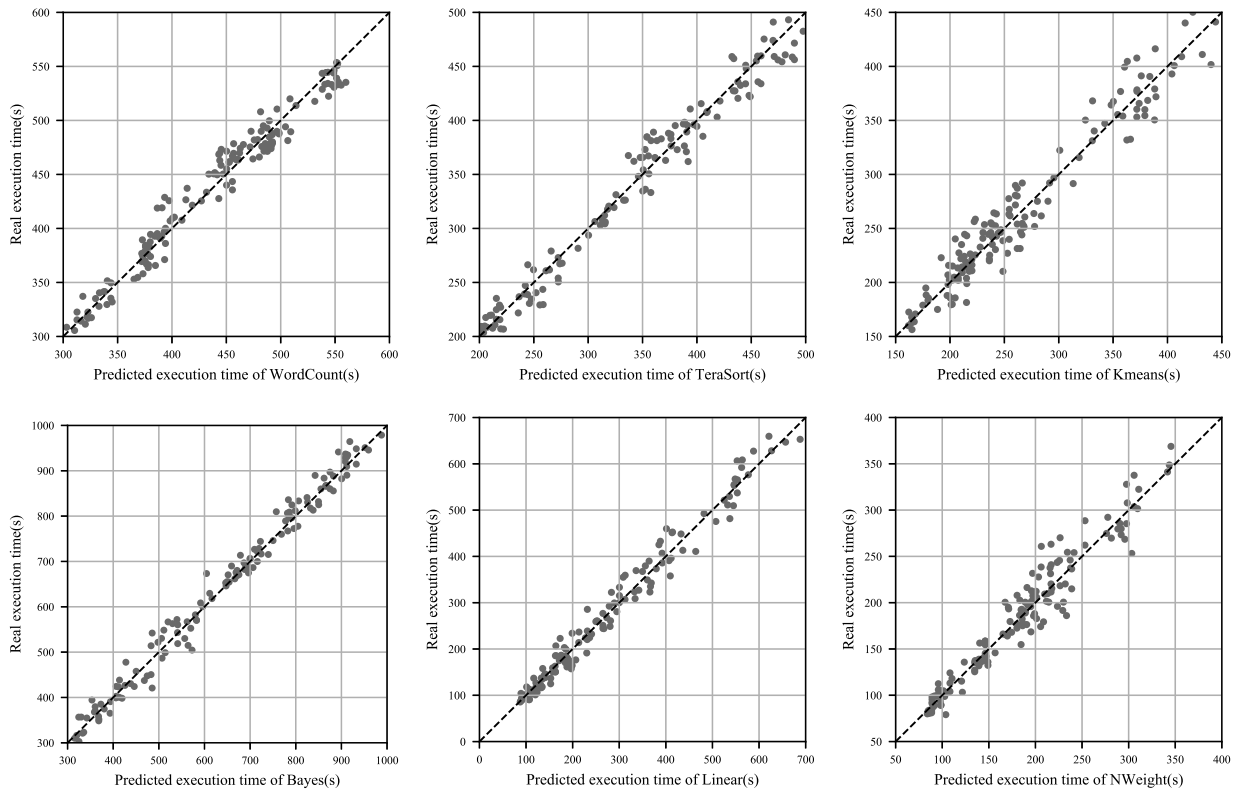 600
550
500
450
400
350
300
Real execution time(s)
300 350 400 450 500 550 600
Predicted execution time of WordCount(s)
500
450
400
350
300
250
200
Real execution time(s)
200 250 300 350 400 450 500
Predicted execution time of TeraSort(s)
450
400
350
300
250
200
150
Real execution time(s)
150 200 250 300 350 400 450
Predicted execution time of Kmeans(s)
1000
900
800
700
600
500
400
300
Real execution time(s)
300 400 500 600 700 800 900 1000
Predicted execution time of Bayes(s)
700
600
500
400
300
200
100
0
Real execution time(s)
0 100 200 300 400 500 600 700
Predicted execution time of Linear(s)
400
350
300
250
200
150
100
50
Real execution time(s)
50 100 150 200 250 300 350 400
Predicted execution time of NWeight(s)